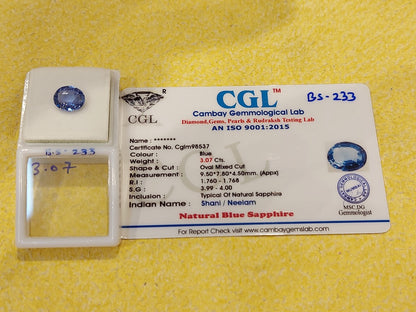 CGL
R
CGL™
BS-233
Cambay Gemmological Lab
Diamond,Gems, Pearls & Rudraksh Testing Lab
AN ISO 9001:2015
Name : *******
Certificate No. Cglm98537
Colour : Blue
Weight : 3.07 Cts.
Shape & Cut : Oval Mixed Cut
Measurement : 9.50*7.80*4.50mm. (Appx)
R.I : 1.760 - 1.768
S.G : 3.99 - 4.00
Inclusion : Typical Of Natural Sapphire
Indian Name : Shani / Neelam
Natural Blue Sapphire
For Report Check / Visit us : www.cambaygemslab.com
MSC.DG
Gemmologist
BS-233
3.07